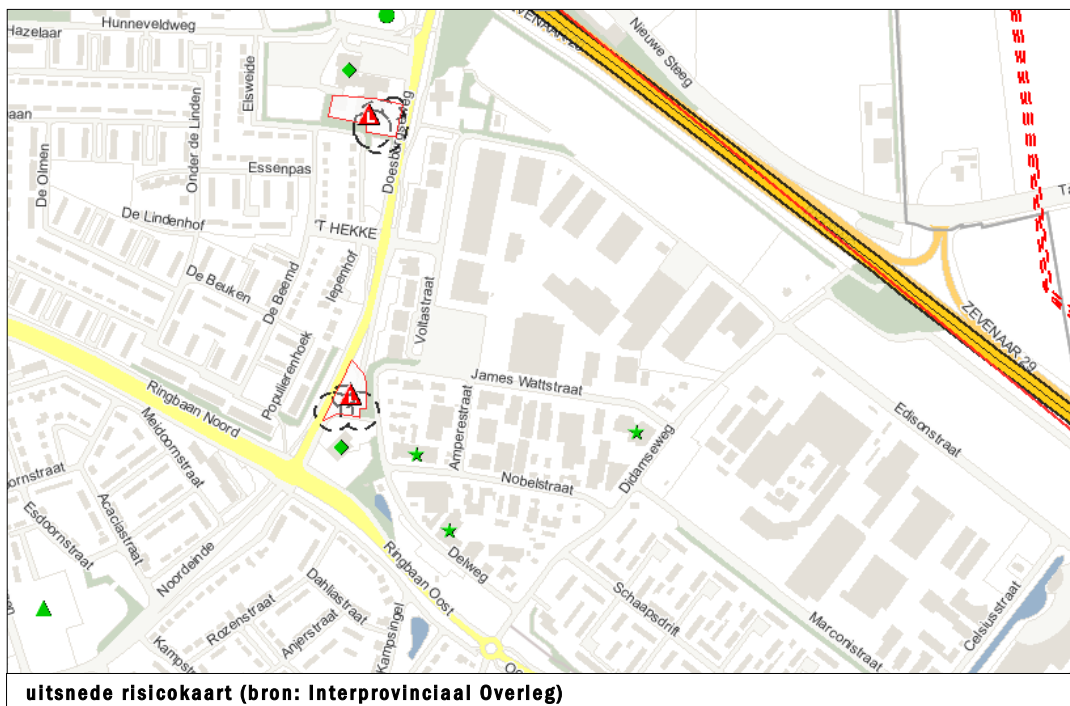 Hunneveldweg
Hazelaar
Nieuwe Steeg
Elsweide
Onder de Linden
aan
De Olmen
Essenpas
De Lindenhof
Doesburgseweg
'T HEKKE
De Beuken
De Beemd
Iepenhof
Voltastraat
Populierenhoek
ZEVENAAR 29
Ringbaan Noord
Meidoornstraat
James Wattstraat
Amperestraat
Nobelstraat
Didamseweg
Edisonstraat
oornstraat
Acaciastraat
Esdoornstraat
Noordeinde
Rozenstraat
Dahliastraat
Anjerstraat
Kampsingel
Ringbaan Oost
Delweg
Schaapsdrift
Marconistraat
Celsiusstraat
uitsnede risicokaart (bron: Interprovinciaal Overleg)